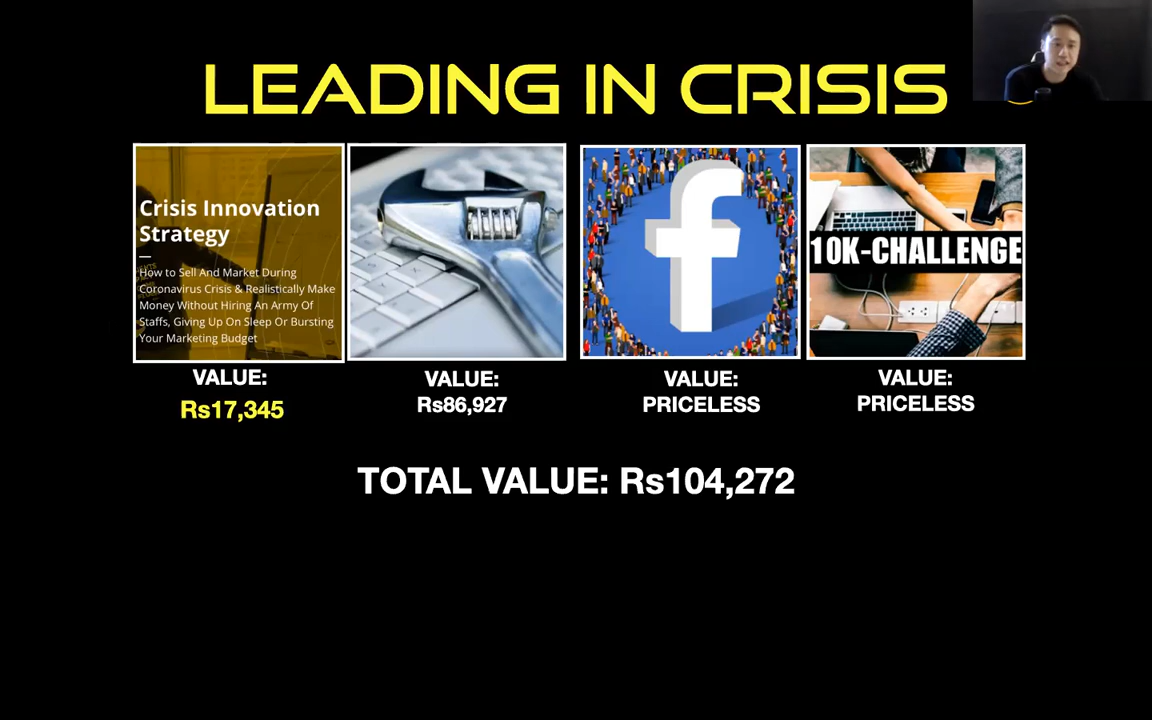 LEADING IN CRISIS
Crisis Innovation
Strategy
How to Sell And Market During
Coronavirus Crisis & Realistically Make
Money Without Hiring An Army Of
Staffs, Giving Up On Sleep Or Bursting
Your Marketing Budget
VALUE:
Rs17,345
VALUE:
Rs86,927
f
VALUE:
PRICELESS
10K-CHALLENGE
VALUE:
PRICELESS
TOTAL VALUE: Rs104,272